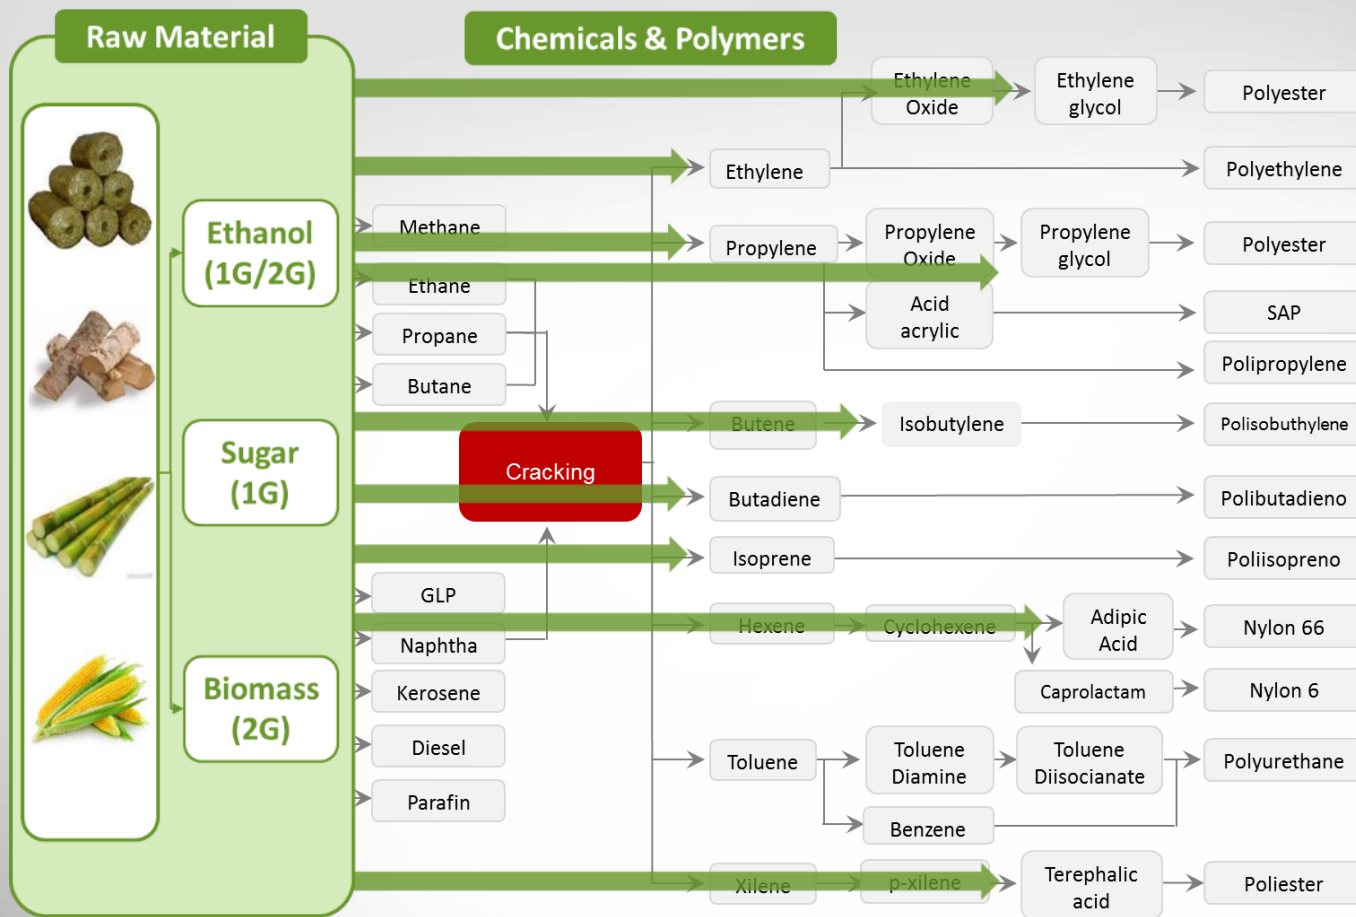 Raw Material
Chemicals & Polymers
Ethanol
(1G/2G)
Sugar
(1G)
Biomass
(2G)
Methane
Ethane
Propane
Butane
Cracking
GLP
Naphtha
Kerosene
Diesel
Parafin
Ethylene
Oxide
Ethylene
glycol
Polyester
Ethylene
Polyethylene
Propylene
Propylene
Oxide
Propylene
glycol
Polyester
Acid
acrylic
SAP
Polipropylene
Butene
Isobutylene
Polisobuthylene
Butadiene
Polibutadieno
Isoprene
Poliisopreno
Hexene
Cyclohexene
Adipic
Acid
Nylon 66
Caprolactam
Nylon 6
Toluene
Toluene
Diamine
Toluene
Diisocianate
Polyurethane
Benzene
Xilene
p-xilene
Terephalic
acid
Poliester